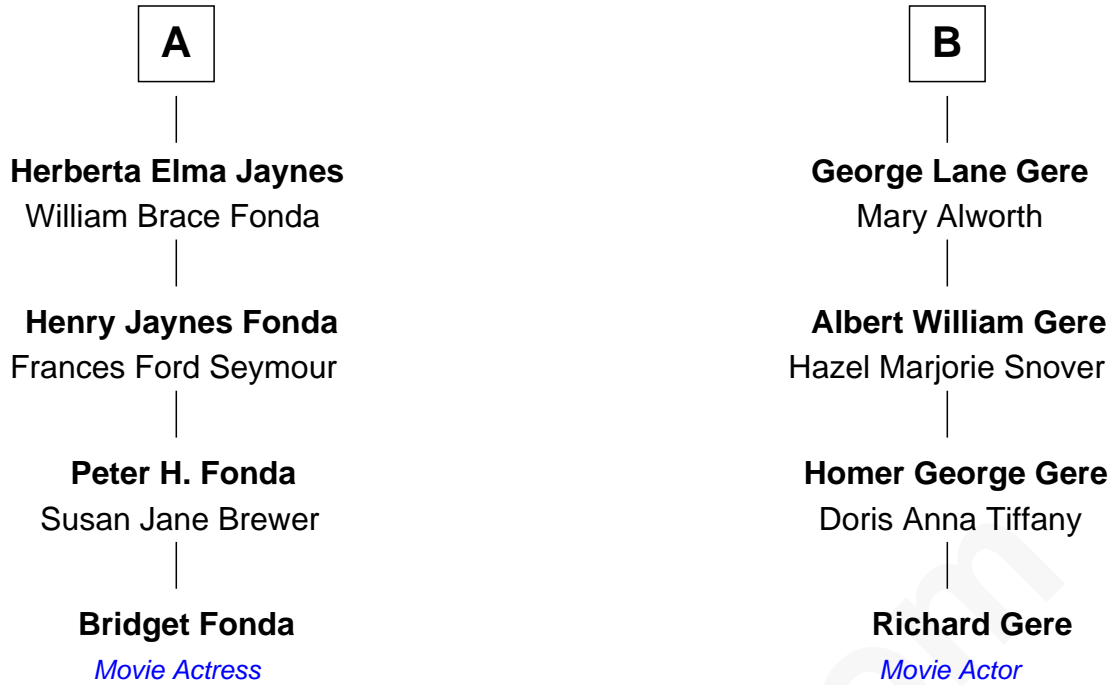 A
B
Herberta Elma Jaynes
William Brace Fonda
George Lane Gere
Mary Alworth
Henry Jaynes Fonda
Frances Ford Seymour
Albert William Gere
Hazel Marjorie Snover
Peter H. Fonda
Susan Jane Brewer
Homer George Gere
Doris Anna Tiffany
Bridget Fonda
Movie Actress
Richard Gere
Movie Actor
om